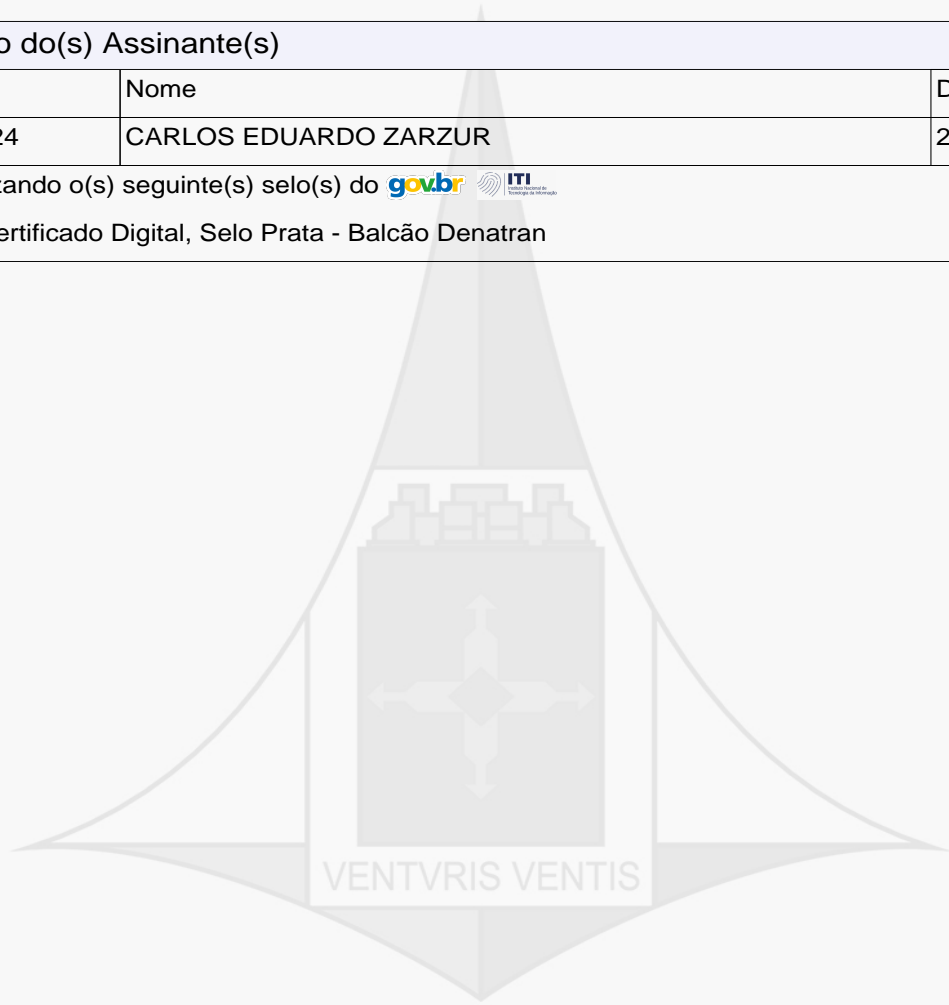 o do(s) Assinante(s)
Nome D
24 CARLOS EDUARDO ZARZUR 2
zando o(s) seguinte(s) selo(s) do gov.br ITI
ertificado Digital, Selo Prata - Balcão Denatran
VENTVRIS VENTIS